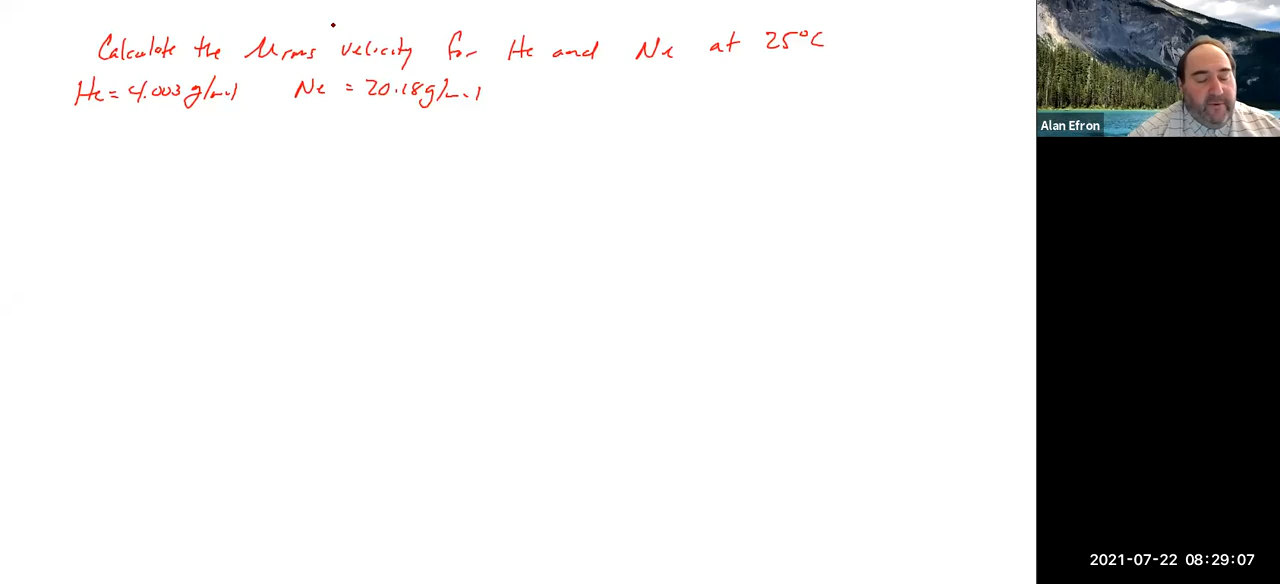 Calculate the μrms velocity for He and Ne at 25°C
He = 4.003 g/mol Ne = 20.18 g/mol
Alan Efron
2021-07-22 08:29:07